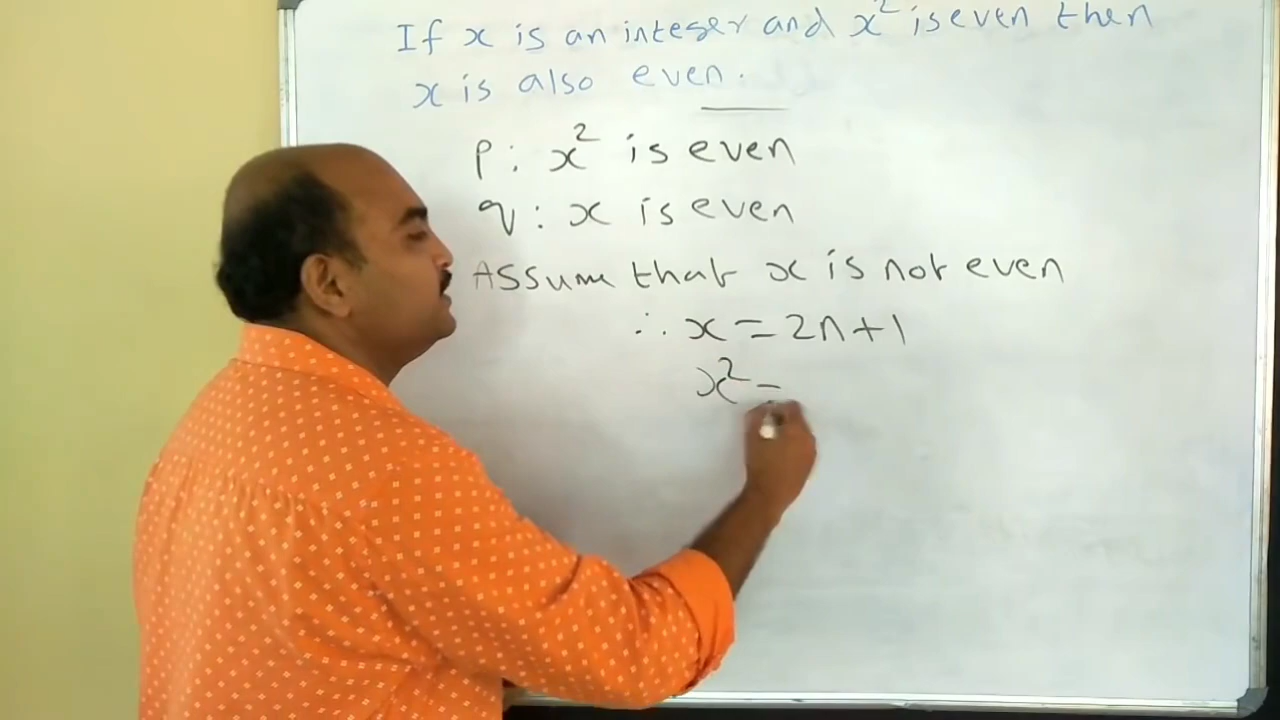 If x is an integer and x² is even then
x is also even.
p: x² is even
q: x is even
Assume that x is not even
∴ x = 2n+1
x² =